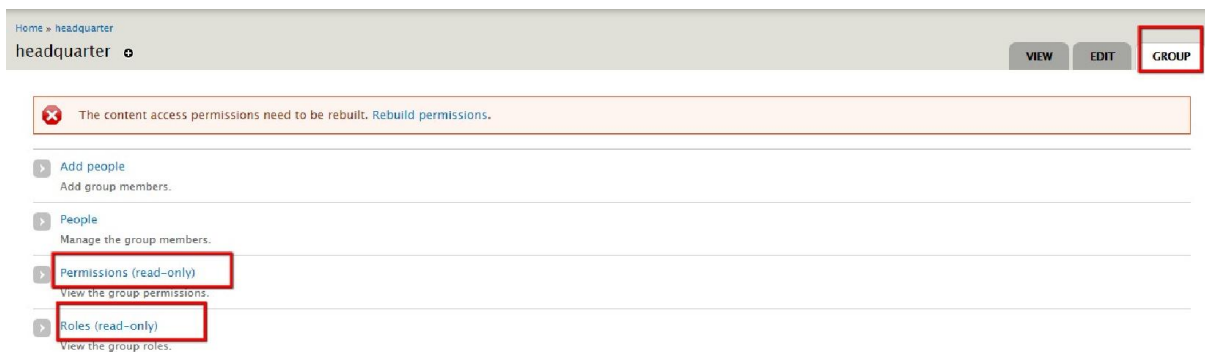 Home » headquarter
headquarter
VIEW EDIT GROUP
The content access permissions need to be rebuilt. Rebuild permissions.
Add people
Add group members.
People
Manage the group members.
Permissions (read-only)
View the group permissions.
Roles (read-only)
View the group roles.